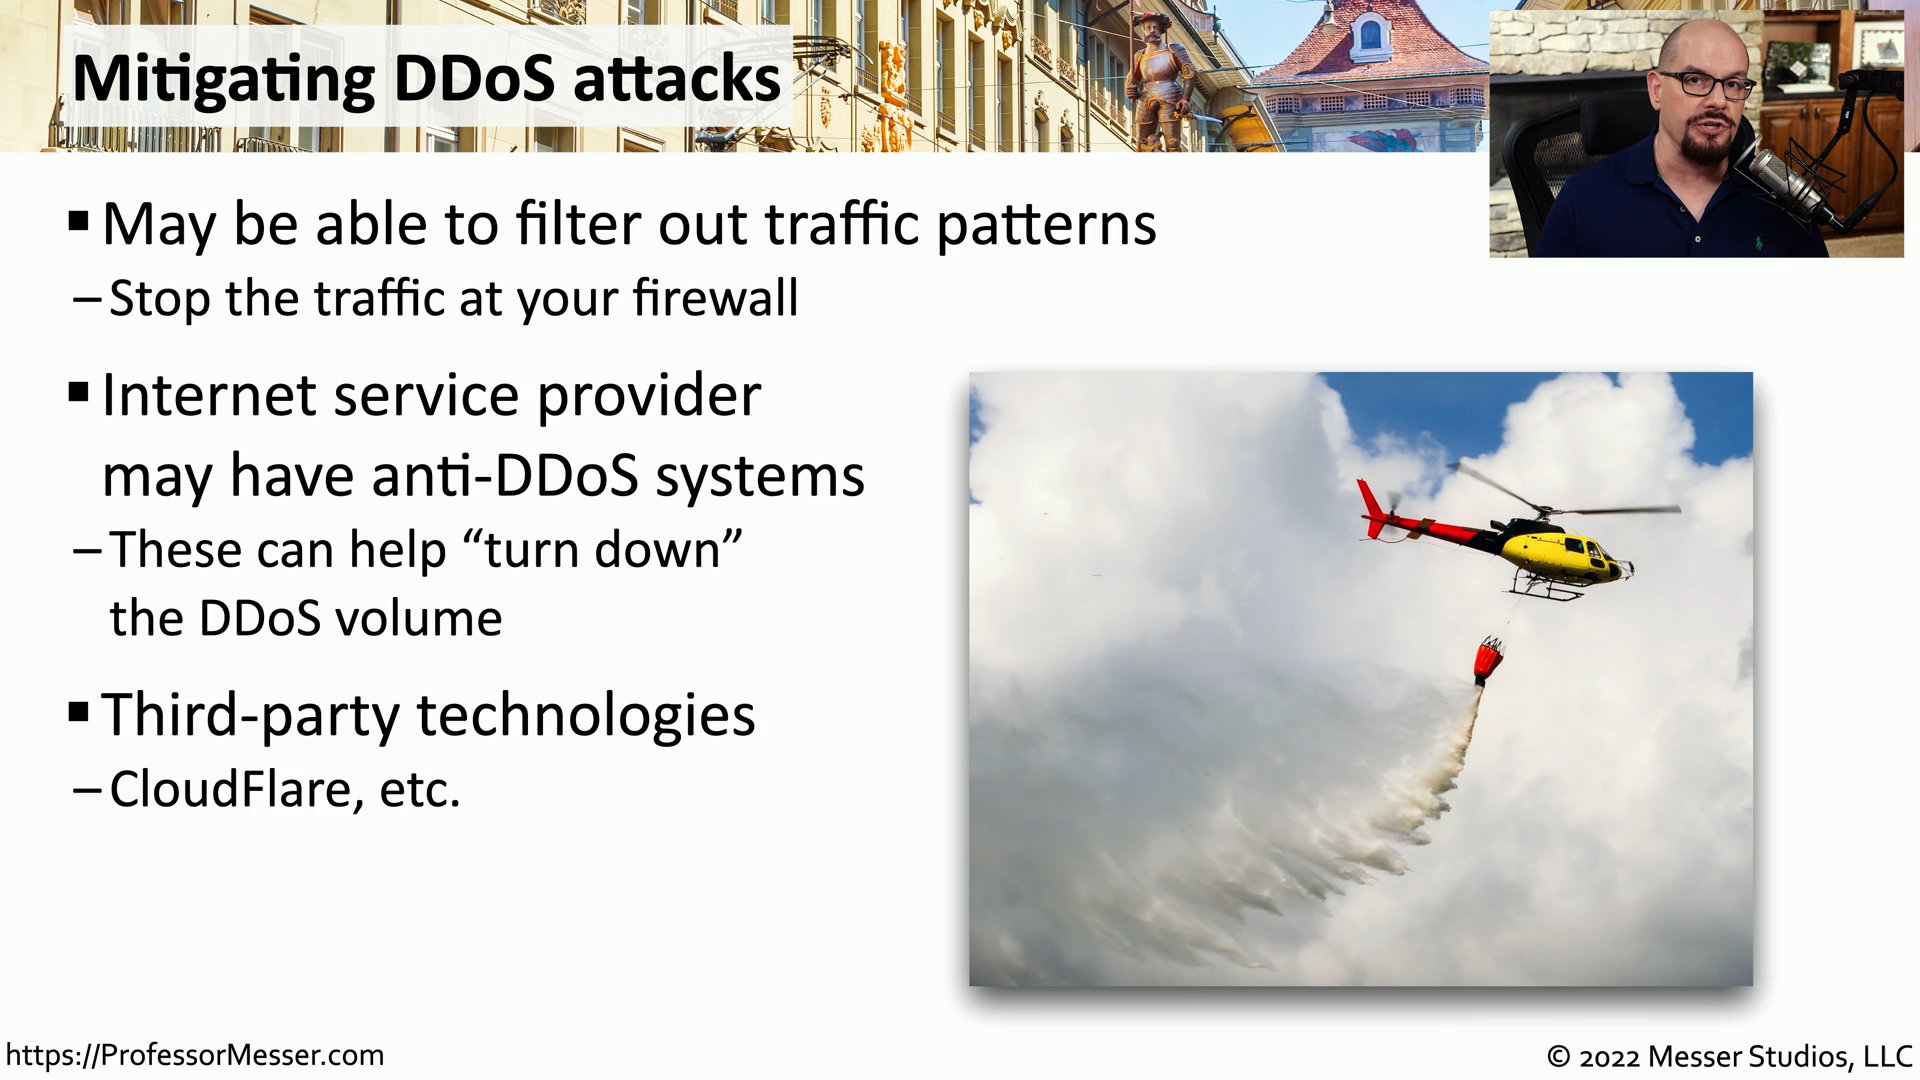 Mitigating DDoS attacks
▪ May be able to filter out traffic patterns
– Stop the traffic at your firewall
▪ Internet service provider
may have anti-DDoS systems
– These can help “turn down”
the DDoS volume
▪ Third-party technologies
– CloudFlare, etc.
https://ProfessorMesser.com
© 2022 Messer Studios, LLC